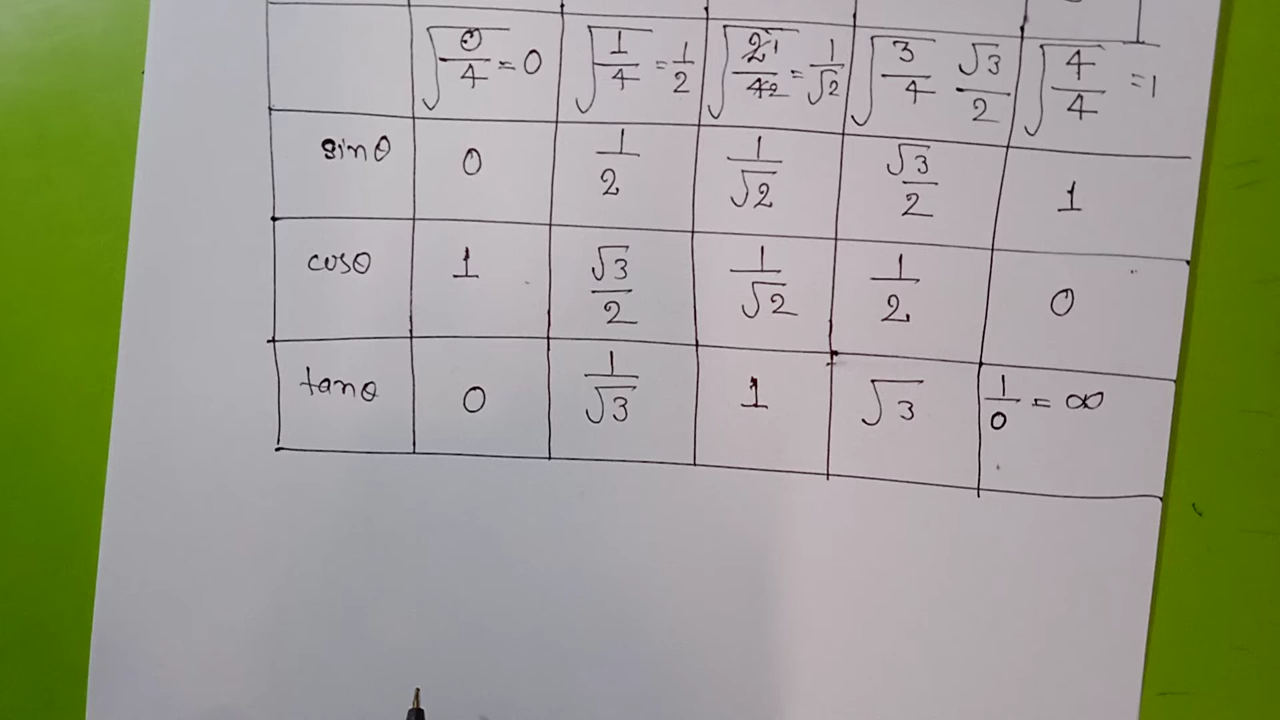 √0/4 = 0 √1/4 = 1/2 √2̶1/4̶2 = 1/√2 √3/4 √3/2 √4/4 = 1
sinθ 0 1/2 1/√2 √3/2 1
cosθ 1 √3/2 1/√2 1/2 0
tanθ 0 1/√3 1 √3 1/0 = ∞